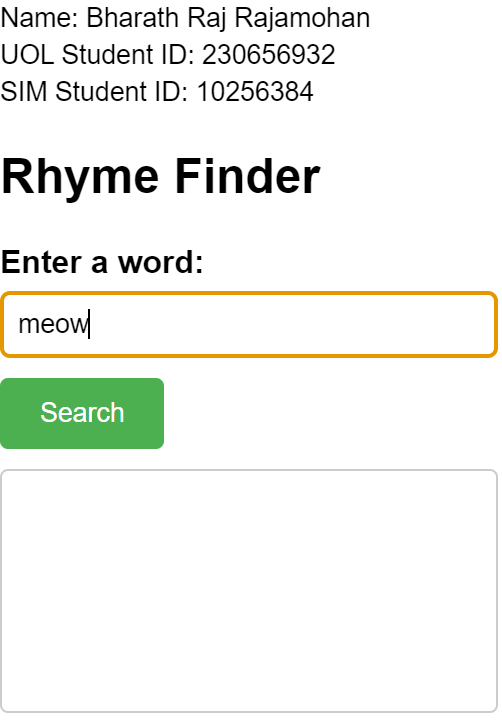 Name: Bharath Raj Rajamohan
UOL Student ID: 230656932
SIM Student ID: 10256384
Rhyme Finder
Enter a word:
meow
Search